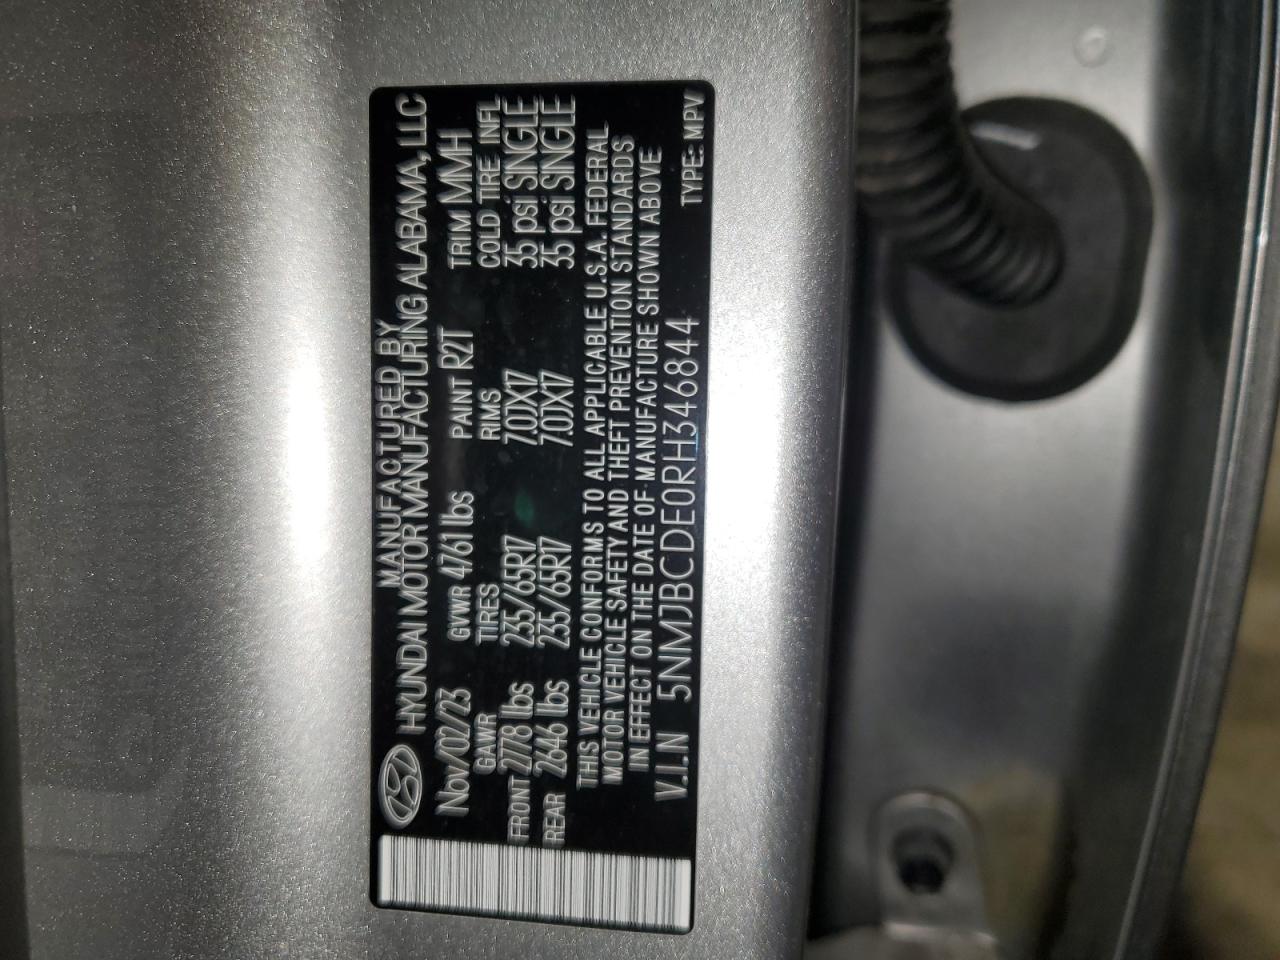 MANUFACTURED BY
HYUNDAI MOTOR MANUFACTURING ALABAMA, LLC
Nov/02/23 GVWR 4761 lbs PAINT R2T TRIM MMH
GAWR TIRES RIMS COLD TIRE INFL
FRONT 2778 lbs 235/65R17 7.0JX17 35 psi SINGLE
REAR 2646 lbs 235/65R17 7.0JX17 35 psi SINGLE
THIS VEHICLE CONFORMS TO ALL APPLICABLE U.S.A. FEDERAL
MOTOR VEHICLE SAFETY AND THEFT PREVENTION STANDARDS
IN EFFECT ON THE DATE OF MANUFACTURE SHOWN ABOVE
V.I.N 5NMJBCDE0RH346844 TYPE: MPV